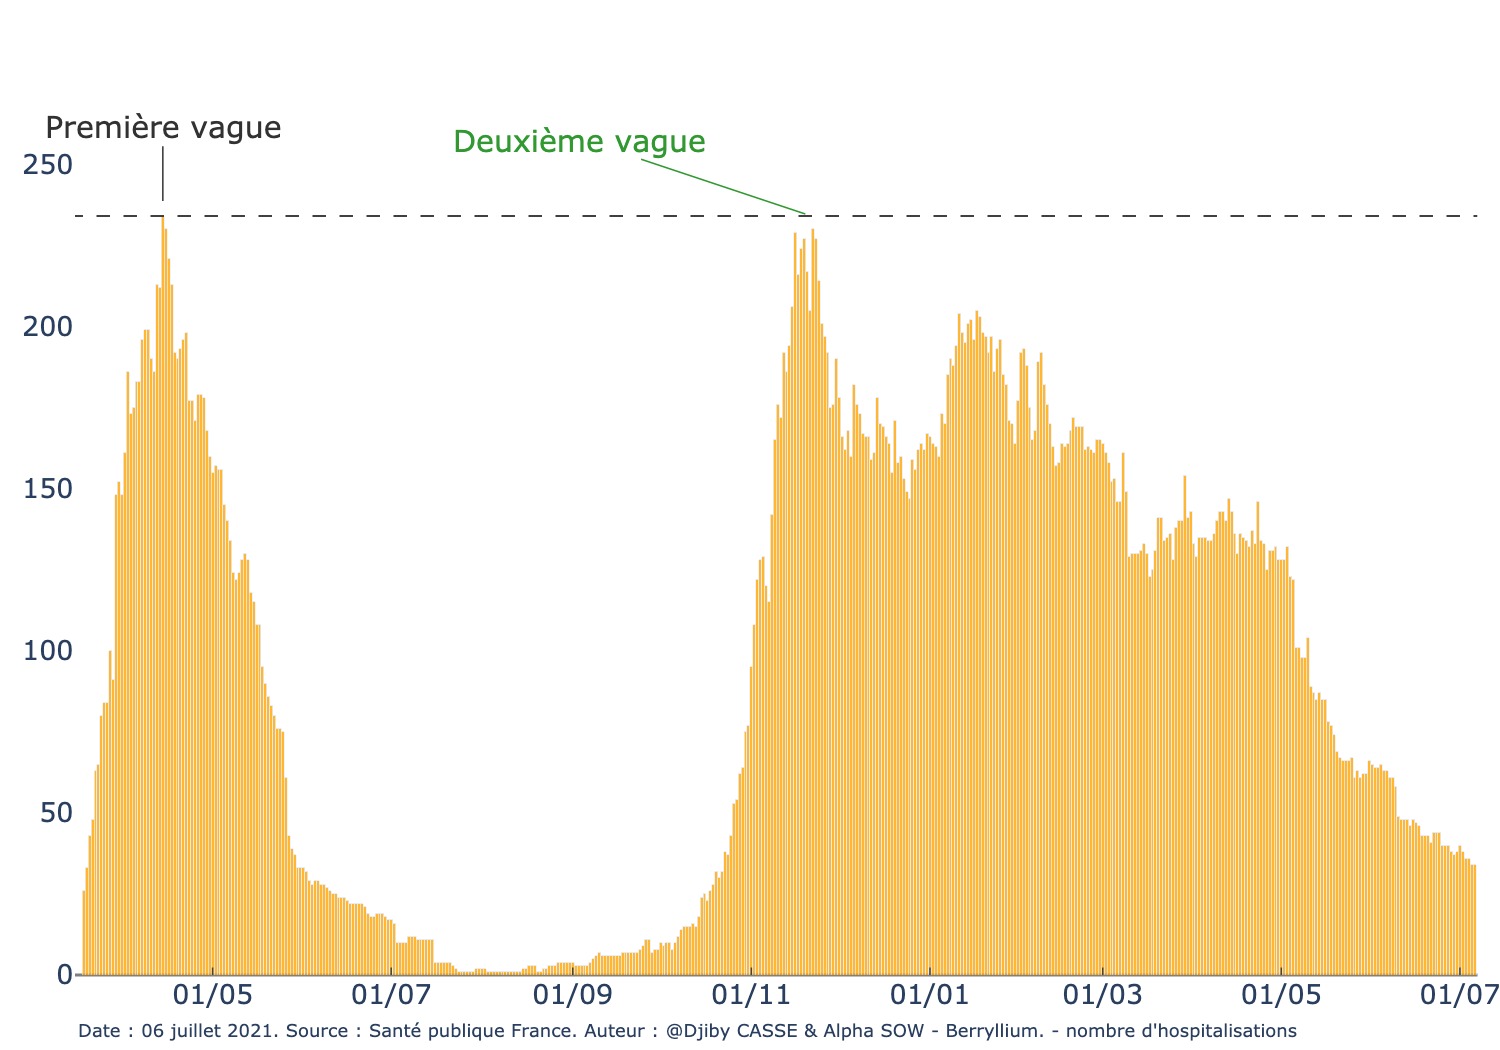 Première vague
Deuxième vague
250
200
150
100
50
0
01/05 01/07 01/09 01/11 01/01 01/03 01/05 01/07
Date : 06 juillet 2021. Source : Santé publique France. Auteur : @Djiby CASSE & Alpha SOW - Berryllium. - nombre d'hospitalisations